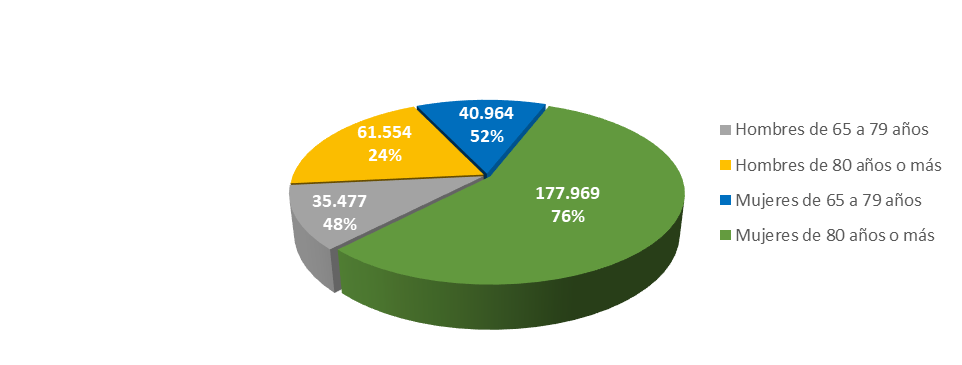 40.964
52%
61.554
24%
35.477
48%
177.969
76%
Hombres de 65 a 79 años
Hombres de 80 años o más
Mujeres de 65 a 79 años
Mujeres de 80 años o más